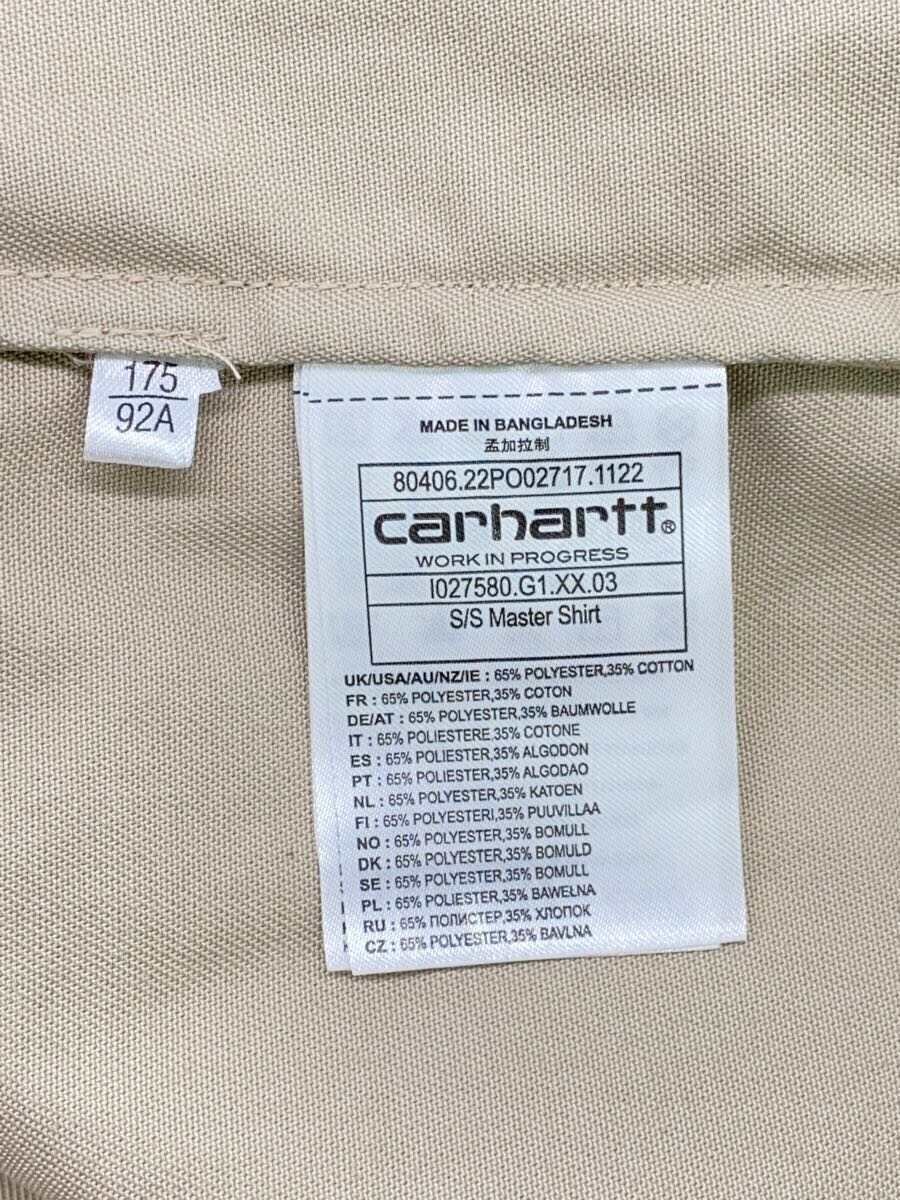 175
92A
MADE IN BANGLADESH
孟加拉制
80406.22PO02717.1122
carhartt®
WORK IN PROGRESS
I027580.G1.XX.03
S/S Master Shirt
UK/USA/AU/NZ/IE : 65% POLYESTER,35% COTTON
FR : 65% POLYESTER,35% COTON
DE/AT : 65% POLYESTER,35% BAUMWOLLE
IT : 65% POLIESTERE,35% COTONE
ES : 65% POLIESTER,35% ALGODON
PT : 65% POLIESTER,35% ALGODAO
NL : 65% POLYESTER,35% KATOEN
FI : 65% POLYESTERI,35% PUUVILLAA
NO : 65% POLYESTER,35% BOMULL
DK : 65% POLYESTER,35% BOMULD
SE : 65% POLYESTER,35% BOMULL
PL : 65% POLIESTER,35% BAWEŁNA
RU : 65% ПОЛИСТЕР,35% ХЛОПОК
CZ : 65% POLYESTER,35% BAVLNA